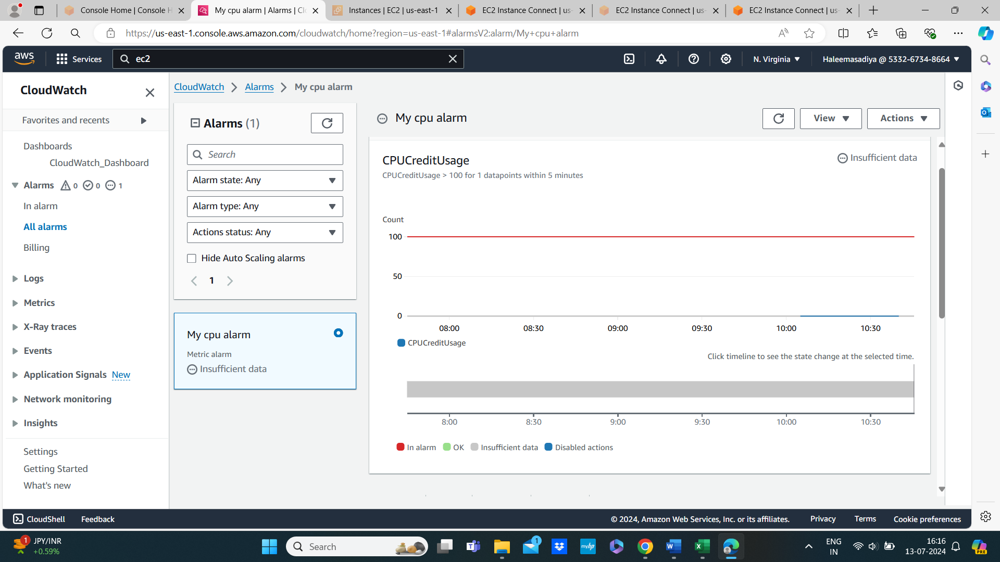 Console Home | Console H
My cpu alarm | Alarms | Clo
Instances | EC2 | us-east-1
EC2 Instance Connect | us-
EC2 Instance Connect | us-
EC2 Instance Connect | us-
https://us-east-1.console.aws.amazon.com/cloudwatch/home?region=us-east-1#alarmsV2:alarm/My+cpu+alarm
aws
Services
ec2
N. Virginia
Haleemasadiya @ 5332-6734-8664
CloudWatch
Favorites and recents
Dashboards
CloudWatch_Dashboard
Alarms 0 0 1
In alarm
All alarms
Billing
Logs
Metrics
X-Ray traces
Events
Application Signals New
Network monitoring
Insights
Settings
Getting Started
What's new
CloudWatch
Alarms
My cpu alarm
Alarms (1)
Search
Alarm state: Any
Alarm type: Any
Actions status: Any
Hide Auto Scaling alarms
1
My cpu alarm
Metric alarm
Insufficient data
My cpu alarm
View
Actions
CPUCreditUsage
Insufficient data
CPUCreditUsage > 100 for 1 datapoints within 5 minutes
Count
100
50
0
08:00 08:30 09:00 09:30 10:00 10:30
CPUCreditUsage
Click timeline to see the state change at the selected time.
8:00 8:30 9:00 9:30 10:00 10:30
In alarm OK Insufficient data Disabled actions
CloudShell
Feedback
© 2024, Amazon Web Services, Inc. or its affiliates.
Privacy
Terms
Cookie preferences
1
JPY/INR
+0.59%
Search
1
myhp
ENG
IN
16:16
13-07-2024
PRE